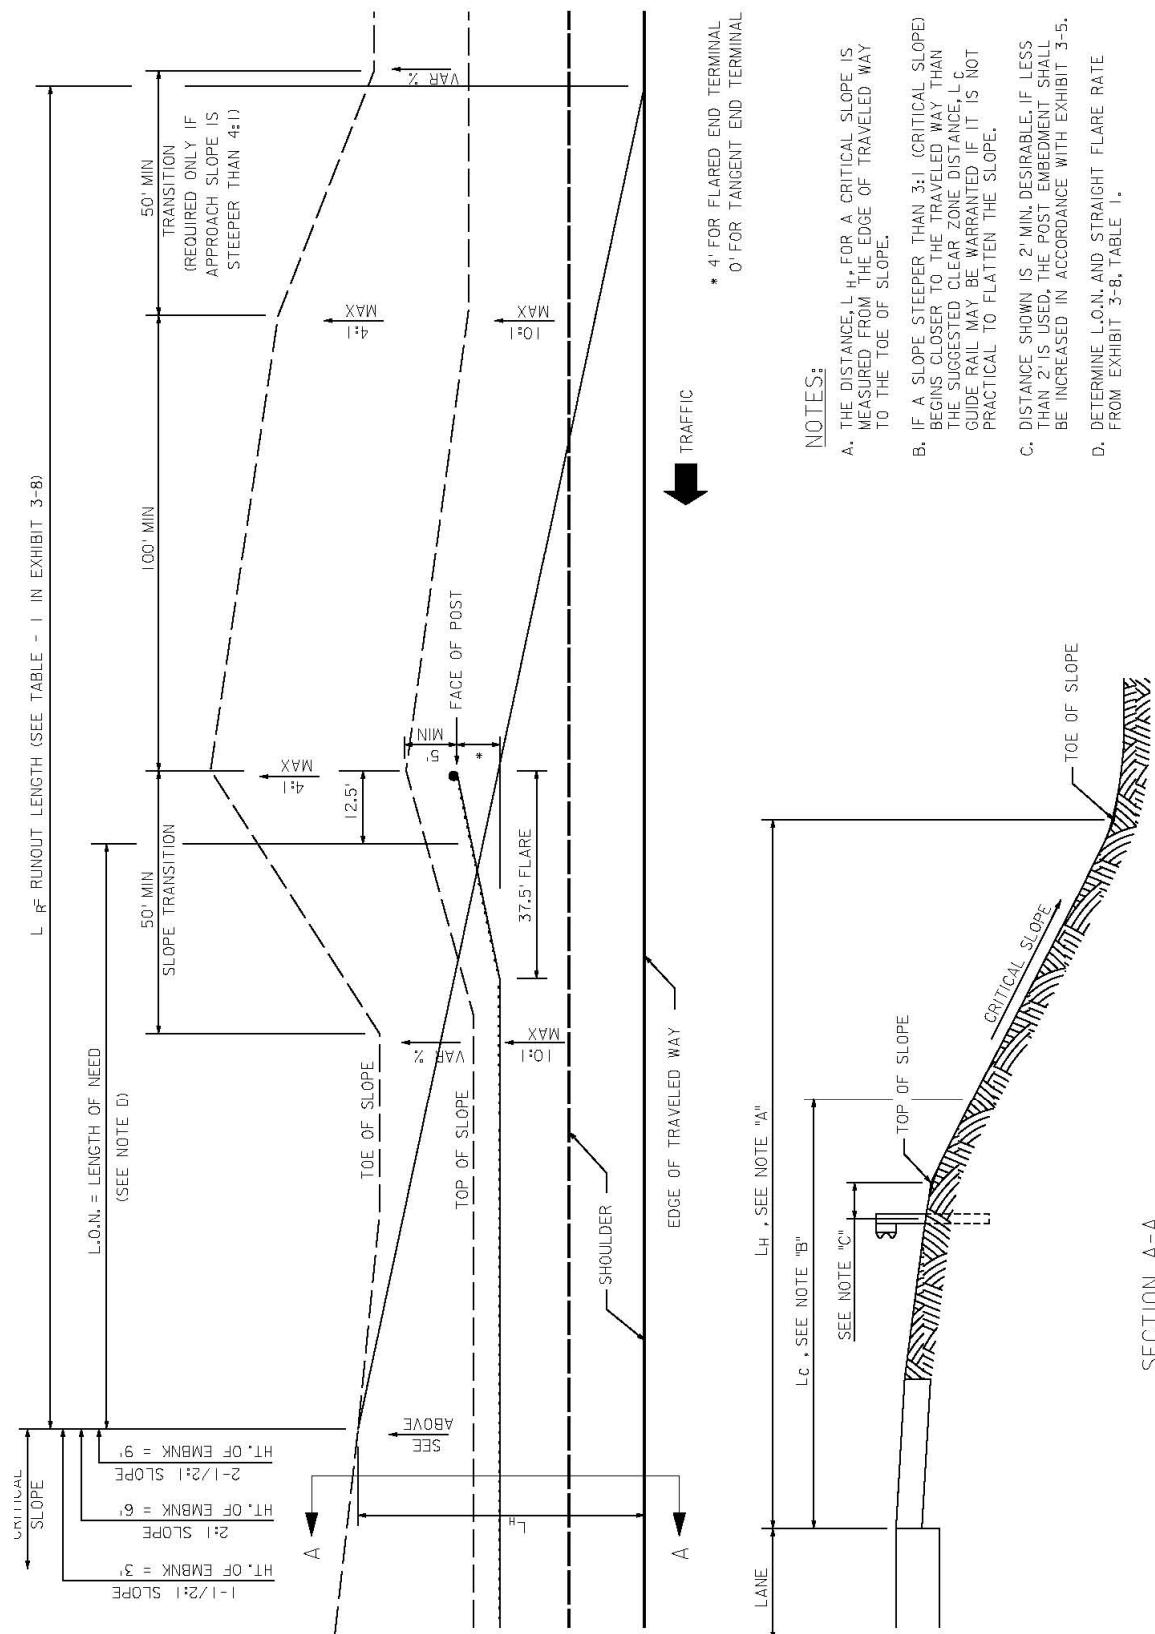 L R= RUNOUT LENGTH (SEE TABLE - 1 IN EXHIBIT 3-8)
50' MIN
TRANSITION
(REQUIRED ONLY IF
APPROACH SLOPE IS
STEEPER THAN 4:1)
100' MIN
50' MIN
SLOPE TRANSITION
L.O.N. = LENGTH OF NEED
(SEE NOTE D)
CRITICAL
SLOPE
2-1/2:1 SLOPE
HT. OF EMBNK = 9'
2:1 SLOPE
HT. OF EMBNK = 6'
1-1/2:1 SLOPE
HT. OF EMBNK = 3'
VAR %
4:1
MAX
10:1
MAX
4:1
MAX
12.5'
5'
MIN
*
FACE OF POST
37.5' FLARE
VAR %
10:1
MAX
TOE OF SLOPE
TOP OF SLOPE
SEE
ABOVE
LH
A
A
SHOULDER
EDGE OF TRAVELED WAY
TRAFFIC
* 4' FOR FLARED END TERMINAL
0' FOR TANGENT END TERMINAL
NOTES:
A. THE DISTANCE, L H, FOR A CRITICAL SLOPE IS
MEASURED FROM THE EDGE OF TRAVELED WAY
TO THE TOE OF SLOPE.
B. IF A SLOPE STEEPER THAN 3:1 (CRITICAL SLOPE)
BEGINS CLOSER TO THE TRAVELED WAY THAN
THE SUGGESTED CLEAR ZONE DISTANCE, L C
GUIDE RAIL MAY BE WARRANTED IF IT IS NOT
PRACTICAL TO FLATTEN THE SLOPE.
C. DISTANCE SHOWN IS 2' MIN. DESIRABLE. IF LESS
THAN 2' IS USED, THE POST EMBEDMENT SHALL
BE INCREASED IN ACCORDANCE WITH EXHIBIT 3-5.
D. DETERMINE L.O.N. AND STRAIGHT FLARE RATE
FROM EXHIBIT 3-8, TABLE 1.
LANE
LH , SEE NOTE "A"
LC , SEE NOTE "B"
SEE NOTE "C"
TOP OF SLOPE
CRITICAL SLOPE
TOE OF SLOPE
SECTION A-A